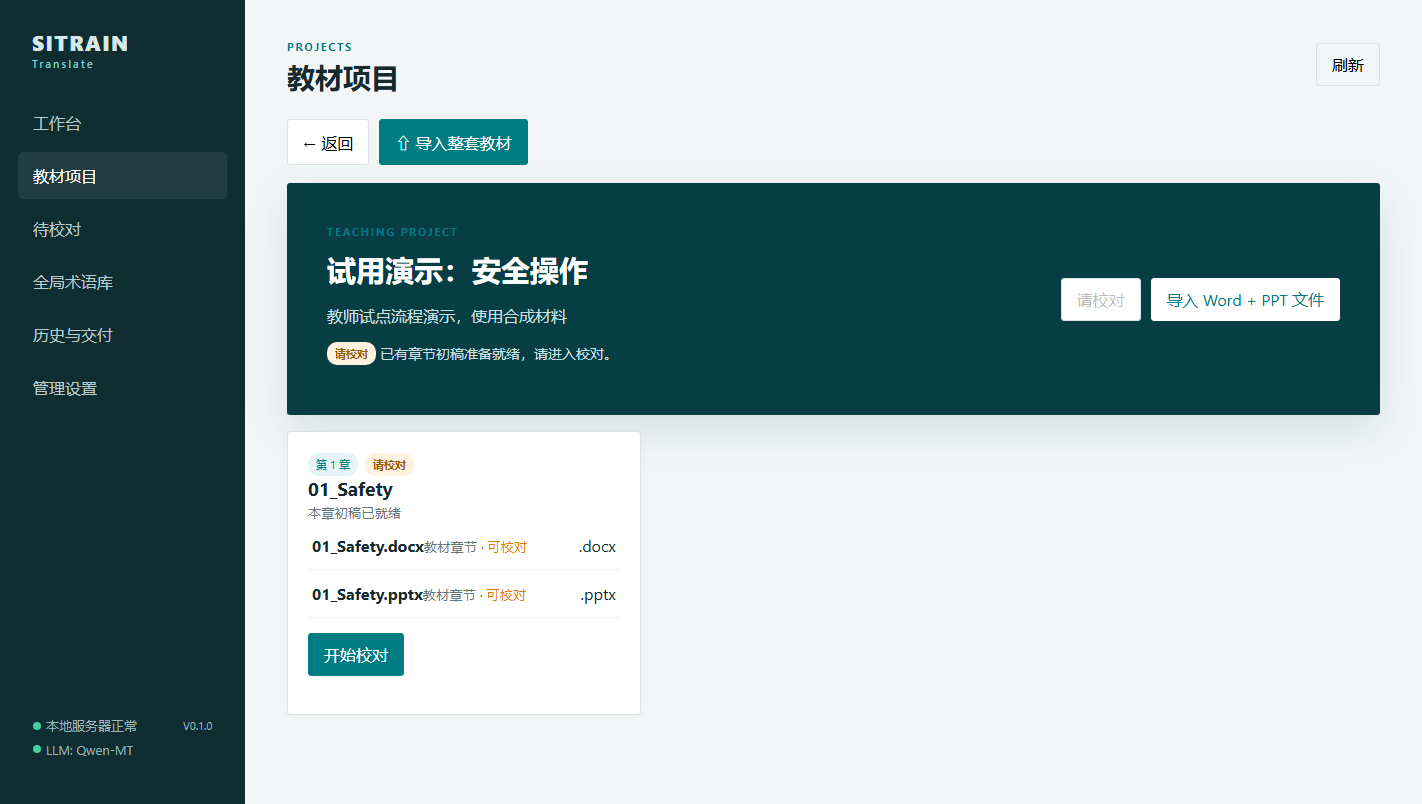 SITRAIN
Translate
工作台
教材项目
待校对
全局术语库
历史与交付
管理设置
本地服务器正常 V0.1.0
LLM: Qwen-MT
PROJECTS
教材项目
刷新
← 返回
⇧ 导入整套教材
TEACHING PROJECT
试用演示：安全操作
教师试点流程演示，使用合成材料
请校对 已有章节初稿准备就绪，请进入校对。
请校对
导入 Word + PPT 文件
第 1 章 请校对
01_Safety
本章初稿已就绪
01_Safety.docx教材章节 · 可校对 .docx
01_Safety.pptx教材章节 · 可校对 .pptx
开始校对